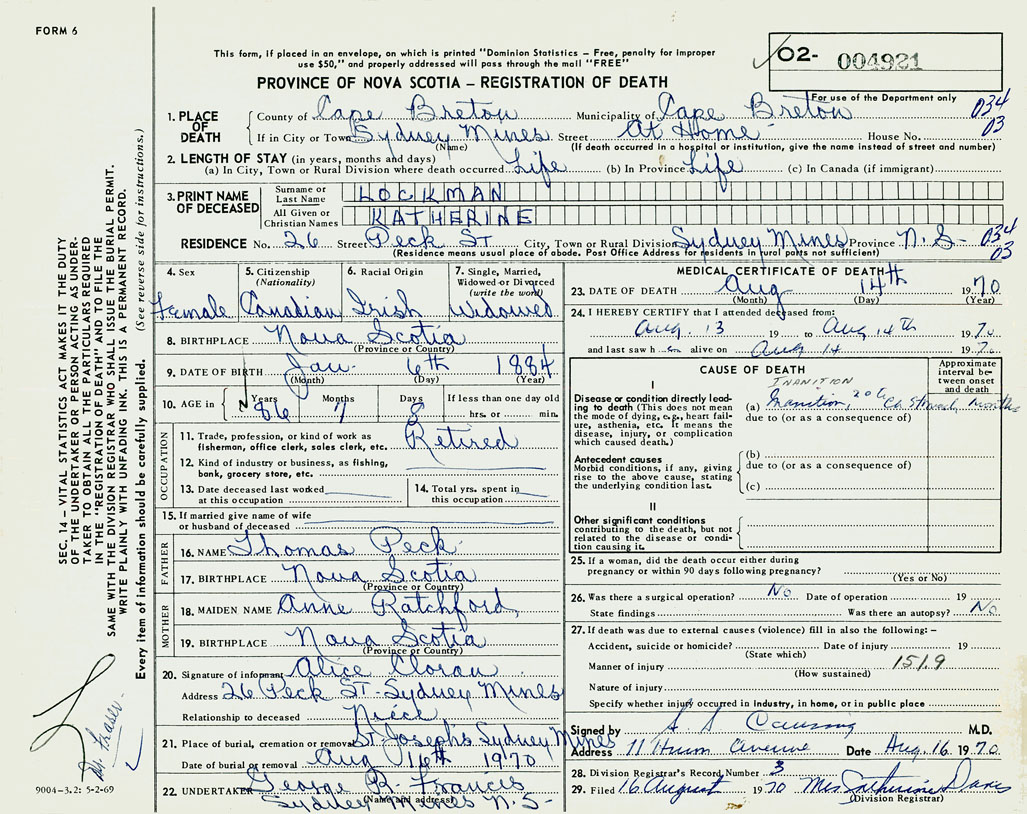 FORM 6
This form, if placed in an envelope, on which is printed "Dominion Statistics – Free, penalty for improper
use $50," and properly addressed will pass through the mail "FREE"
O2- 004921
For use of the Department only
PROVINCE OF NOVA SCOTIA – REGISTRATION OF DEATH
1. PLACE OF DEATH County of Cape Breton Municipality of Cape Breton 034
If in City or Town Sydney Mines Street At Home House No. 03
(Name) (If death occurred in a hospital or institution, give the name instead of street and number)
2. LENGTH OF STAY (in years, months and days)
(a) In City, Town or Rural Division where death occurred Life (b) In Province Life (c) In Canada (if immigrant)
3. PRINT NAME OF DECEASED Surname or Last Name LOCKMAN
All Given or Christian Names KATHERINE
RESIDENCE No. 26 Street Peck ST City, Town or Rural Division Sydney Mines Province N.S- 034
03
(Residence means usual place of abode. Post Office Address for residents in rural parts not sufficient)
4. Sex Female
5. Citizenship (Nationality) Canadian
6. Racial Origin Irish
7. Single, Married, Widowed or Divorced (write the word) Widowed
8. BIRTHPLACE Nova Scotia
(Province or Country)
9. DATE OF BIRTH Jan. 6th 1884
(Month) (Day) (Year)
10. AGE in Years 86 Months 7 Days 8 If less than one day old hrs. or min.
OCCUPATION
11. Trade, profession, or kind of work as
fisherman, office clerk, sales clerk, etc. Retired
12. Kind of industry or business, as fishing,
bank, grocery store, etc.
13. Date deceased last worked
at this occupation
14. Total yrs. spent in
this occupation
15. If married give name of wife
or husband of deceased
FATHER
16. NAME Thomas Peck
17. BIRTHPLACE Nova Scotia
(Province or Country)
MOTHER
18. MAIDEN NAME Anne Ratchford
19. BIRTHPLACE Nova Scotia
(Province or Country)
20. Signature of informant Alice Cloran
Address 26 Peck ST- Sydney Mines
Relationship to deceased Niece
21. Place of burial, cremation or removal St. Josephs Sydney Mines
Date of burial or removal Aug 16th 1970
22. UNDERTAKER George R. Francis
(Name and address) Sydney Mines N.S-
MEDICAL CERTIFICATE OF DEATH
23. DATE OF DEATH Aug 14th 1970
(Month) (Day) (Year)
24. I HEREBY CERTIFY that I attended deceased from:
Aug. 13 19 to Aug 14th 1970
and last saw h alive on Aug 14 1970
CAUSE OF DEATH
Approximate interval between onset and death
I
INANITION
Disease or condition directly leading to death (This does not mean the mode of dying, e.g., heart failure, asthenia, etc. It means the disease, injury, or complication which caused death.)
(a) Inanition, 20 to Ca Stomach months
due to (or as a consequence of)
Antecedent causes
Morbid conditions, if any, giving rise to the above cause, stating the underlying condition last.
(b)
due to (or as a consequence of)
(c)
II
Other significant conditions
contributing to the death, but not related to the disease or condition causing it.
25. If a woman, did the death occur either during
pregnancy or within 90 days following pregnancy?
(Yes or No)
26. Was there a surgical operation? No Date of operation 19
State findings Was there an autopsy? No
27. If death was due to external causes (violence) fill in also the following: –
Accident, suicide or homicide? Date of injury 19
(State which)
Manner of injury 151.9
(How sustained)
Nature of injury
Specify whether injury occurred in industry, in home, or in public place
Signed by M.D.
Address 11 Avenue Date Aug. 16 1970
28. Division Registrar's Record Number 3
29. Filed 16 August 1970 Mrs. Catherine Davis
(Division Registrar)
SEC. 14 – VITAL STATISTICS ACT MAKES IT THE DUTY
OF THE UNDERTAKER OR PERSON ACTING AS UNDER-
TAKER TO OBTAIN ALL THE PARTICULARS REQUIRED
IN THE "REGISTRATION OF DEATH" AND TO FILE THE
SAME WITH THE DIVISION REGISTRAR WHO SHALL ISSUE THE BURIAL PERMIT.
WRITE PLAINLY WITH UNFADING INK. THIS IS A PERMANENT RECORD.
Every item of information should be carefully supplied. (See reverse side for instructions.)
Fraser
9004-3.2: 5-2-69